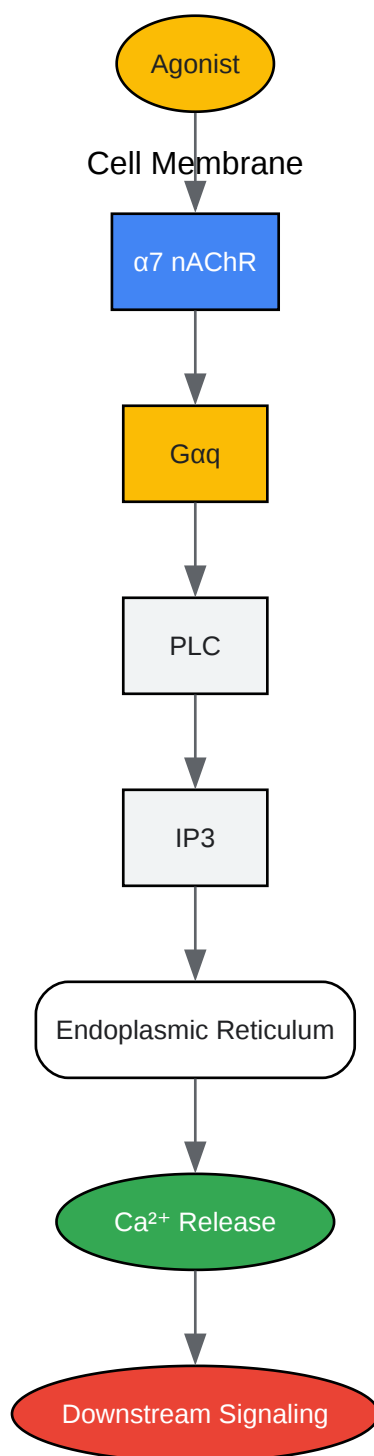 Agonist
Cell Membrane
α7 nAChR
Gαq
PLC
IP3
Endoplasmic Reticulum
Ca²⁺ Release
Downstream Signaling